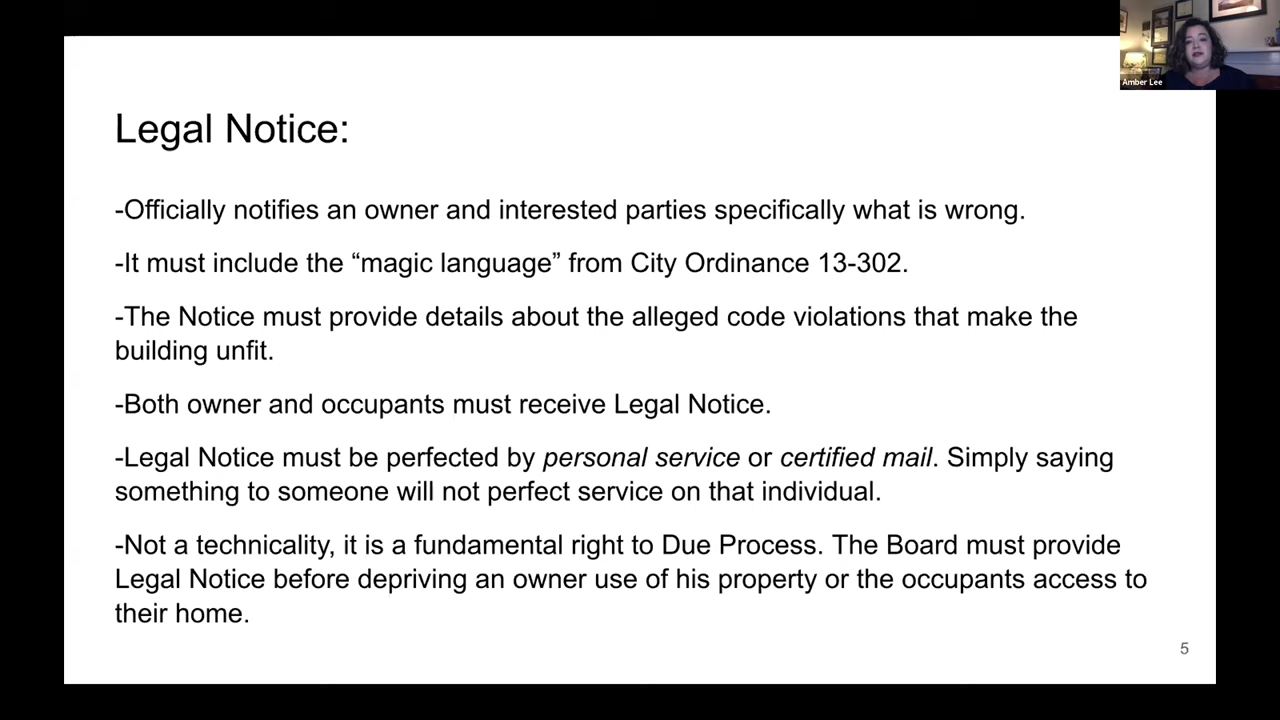 Amber Lee
Legal Notice:
-Officially notifies an owner and interested parties specifically what is wrong.
-It must include the “magic language” from City Ordinance 13-302.
-The Notice must provide details about the alleged code violations that make the
building unfit.
-Both owner and occupants must receive Legal Notice.
-Legal Notice must be perfected by personal service or certified mail. Simply saying
something to someone will not perfect service on that individual.
-Not a technicality, it is a fundamental right to Due Process. The Board must provide
Legal Notice before depriving an owner use of his property or the occupants access to
their home.
5